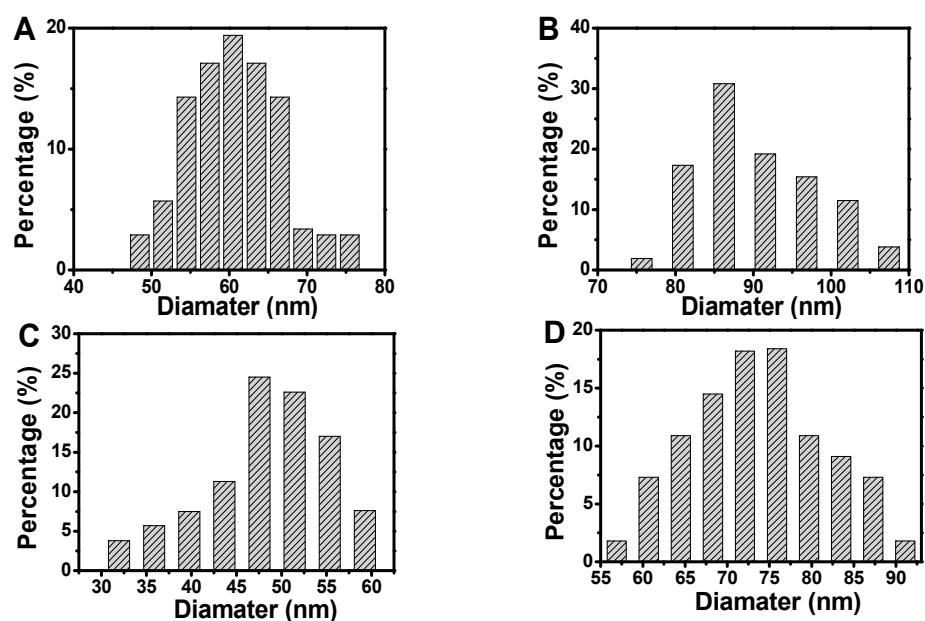 A
Percentage (%)
20
10
0
40 50 60 70 80
Diamater (nm)
B
Percentage (%)
40
30
20
10
0
70 80 90 100 110
Diamater (nm)
C
Percentage (%)
30
25
20
15
10
5
0
30 35 40 45 50 55 60
Diamater (nm)
D
Percentage (%)
20
15
10
5
0
55 60 65 70 75 80 85 90
Diamater (nm)